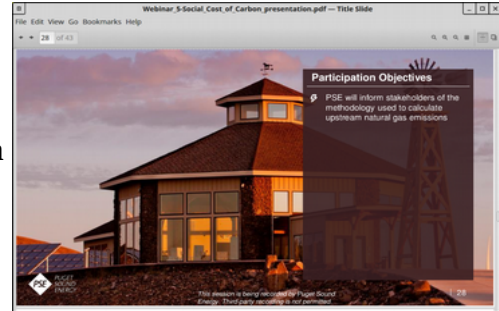 Webinar_5-Social_Cost_of_Carbon_presentation.pdf — Title Slide
File Edit View Go Bookmarks Help
28 of 43
Participation Objectives
PSE will inform stakeholders of the
methodology used to calculate
upstream natural gas emissions
PSE
PUGET
SOUND
ENERGY
This session is being recorded by Puget Sound
Energy. Third-party recording is not permitted.
28